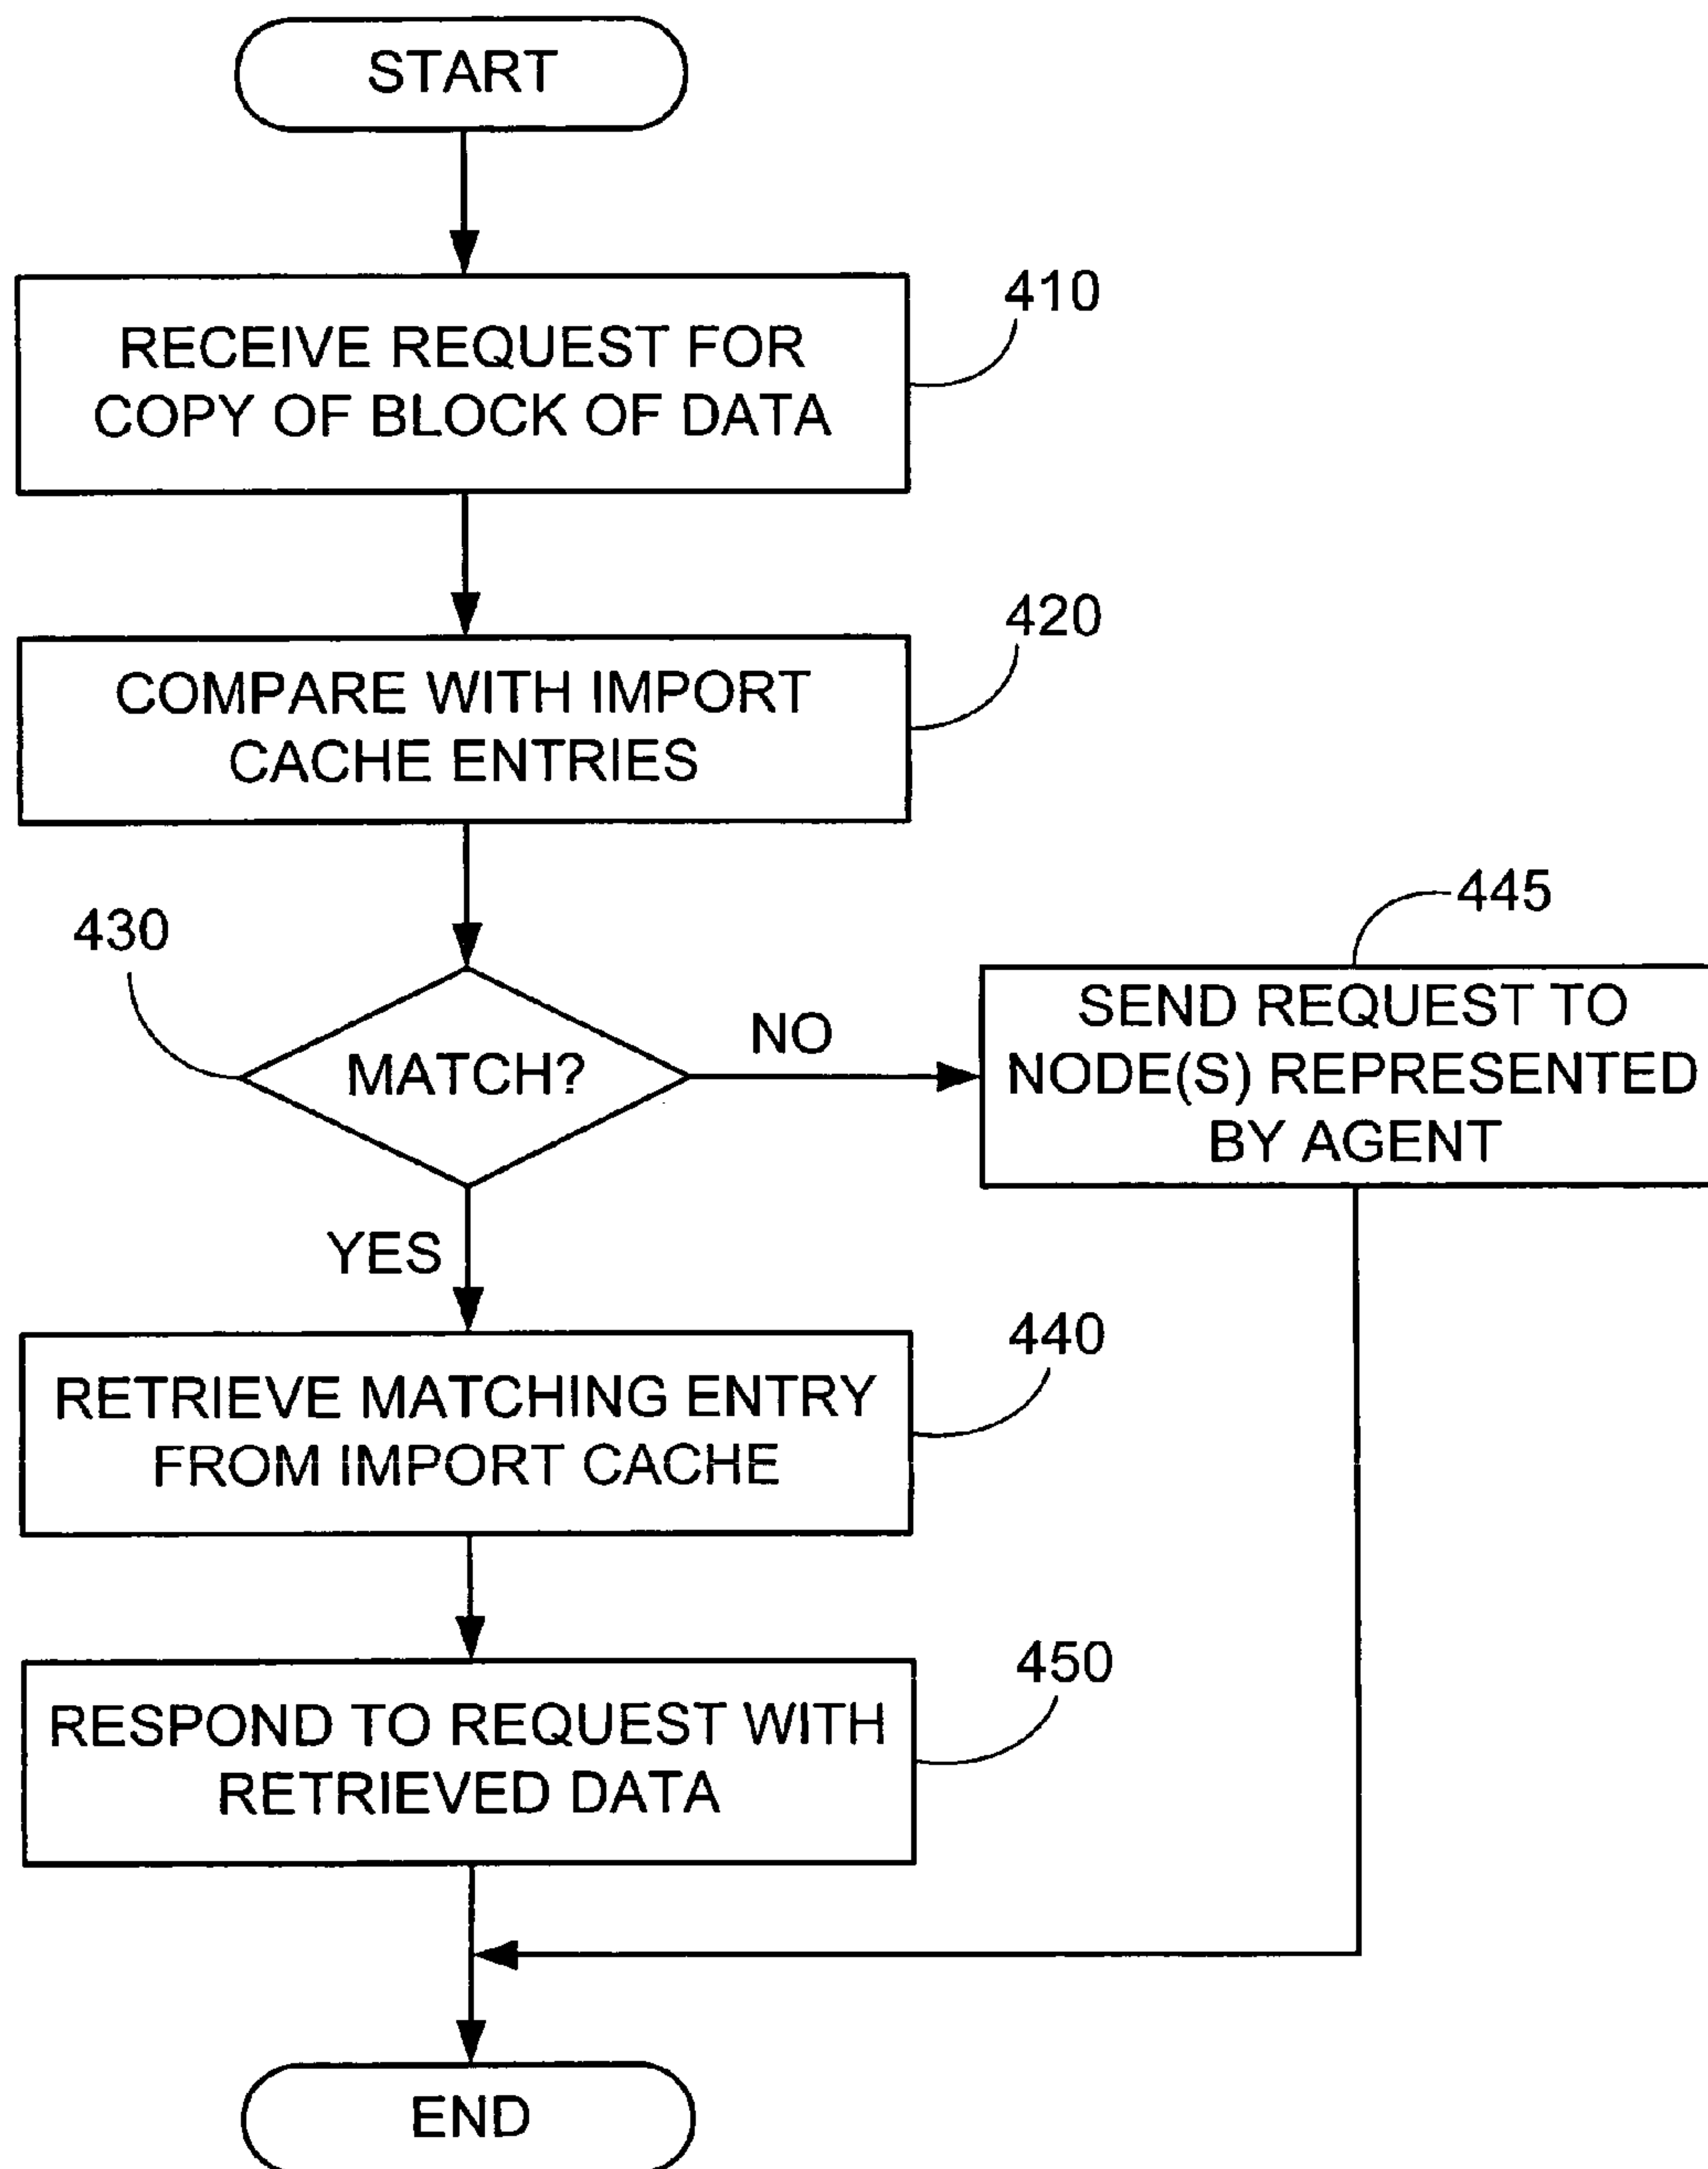 START
RECEIVE REQUEST FOR
COPY OF BLOCK OF DATA
410
COMPARE WITH IMPORT
CACHE ENTRIES
420
430
MATCH?
NO
445
SEND REQUEST TO
NODE(S) REPRESENTED
BY AGENT
YES
RETRIEVE MATCHING ENTRY
FROM IMPORT CACHE
440
RESPOND TO REQUEST WITH
RETRIEVED DATA
450
END